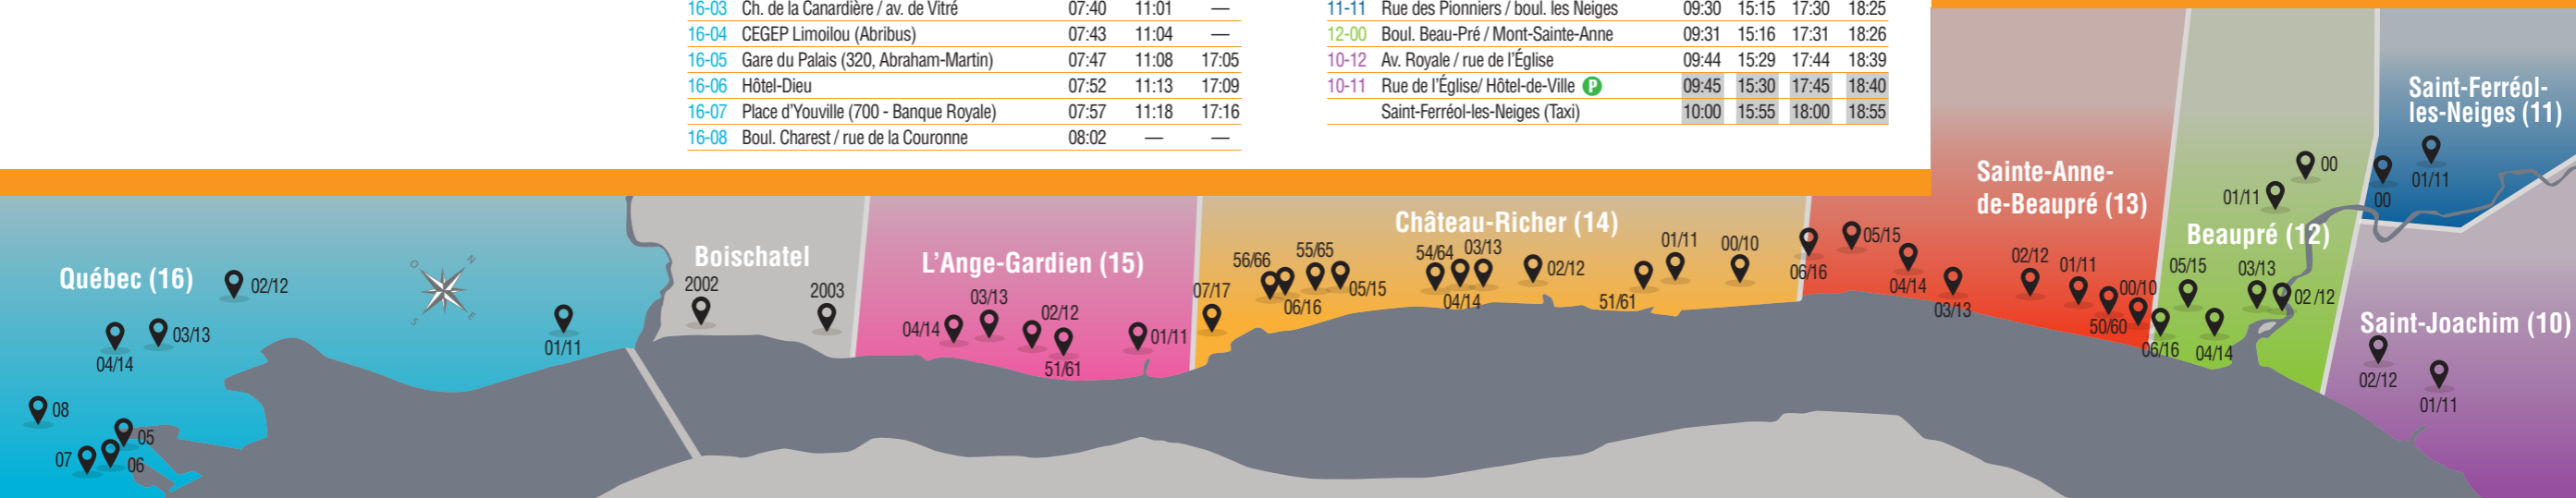 16-03 Ch. de la Canardière / av. de Vitré 07:40 11:01 —
16-04 CEGEP Limoilou (Abribus) 07:43 11:04 —
16-05 Gare du Palais (320, Abraham-Martin) 07:47 11:08 17:05
16-06 Hôtel-Dieu 07:52 11:13 17:09
16-07 Place d'Youville (700 - Banque Royale) 07:57 11:18 17:16
16-08 Boul. Charest / rue de la Couronne 08:02 — —
11-11 Rue des Pionniers / boul. les Neiges 09:30 15:15 17:30 18:25
12-00 Boul. Beau-Pré / Mont-Sainte-Anne 09:31 15:16 17:31 18:26
10-12 Av. Royale / rue de l'Église 09:44 15:29 17:44 18:39
10-11 Rue de l'Église/ Hôtel-de-Ville P 09:45 15:30 17:45 18:40
Saint-Ferréol-les-Neiges (Taxi) 10:00 15:55 18:00 18:55
Québec (16)
02/12
03/13
04/14
08
05
06
07
01/11
N
O
E
S
Boischatel
2002
2003
L'Ange-Gardien (15)
03/13
04/14
02/12
51/61
01/11
Château-Richer (14)
07/17
56/66
55/65
06/16
05/15
54/64
03/13
04/14
02/12
51/61
01/11
00/10
Sainte-Anne-
de-Beaupré (13)
06/16
05/15
04/14
03/13
02/12
01/11
00/10
50/60
Beaupré (12)
00
01/11
05/15
03/13
02 /12
06/16
04/14
Saint-Ferréol-
les-Neiges (11)
01/11
00
Saint-Joachim (10)
02/12
01/11